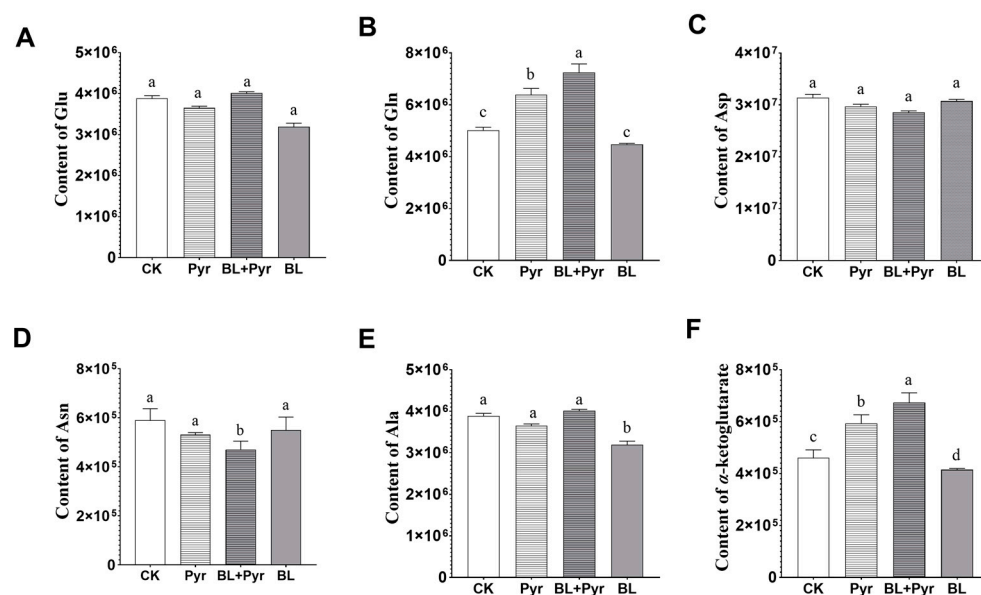 A
5×10⁶
4×10⁶
3×10⁶
6×10⁶
1×10⁶
0
Content of Glu
a a a a
CK Pyr BL+Pyr BL
B
8×10⁶
6×10⁶
4×10⁶
6×10⁶
0
Content of Gln
c b a c
CK Pyr BL+Pyr BL
C
4×10⁷
3×10⁷
2×10⁷
1×10⁷
0
Content of Asp
a a a a
CK Pyr BL+Pyr BL
D
8×10⁵
6×10⁵
4×10⁵
2×10⁵
0
Content of Asn
a a b a
CK Pyr BL+Pyr BL
E
6×10⁶
4×10⁶
3×10⁶
6×10⁶
1×10⁶
0
Content of Ala
a a a b
CK Pyr BL+Pyr BL
F
8×10⁵
6×10⁵
4×10⁵
2×10⁵
0
Content of α-ketoglutarate
c b a d
CK Pyr BL+Pyr BL